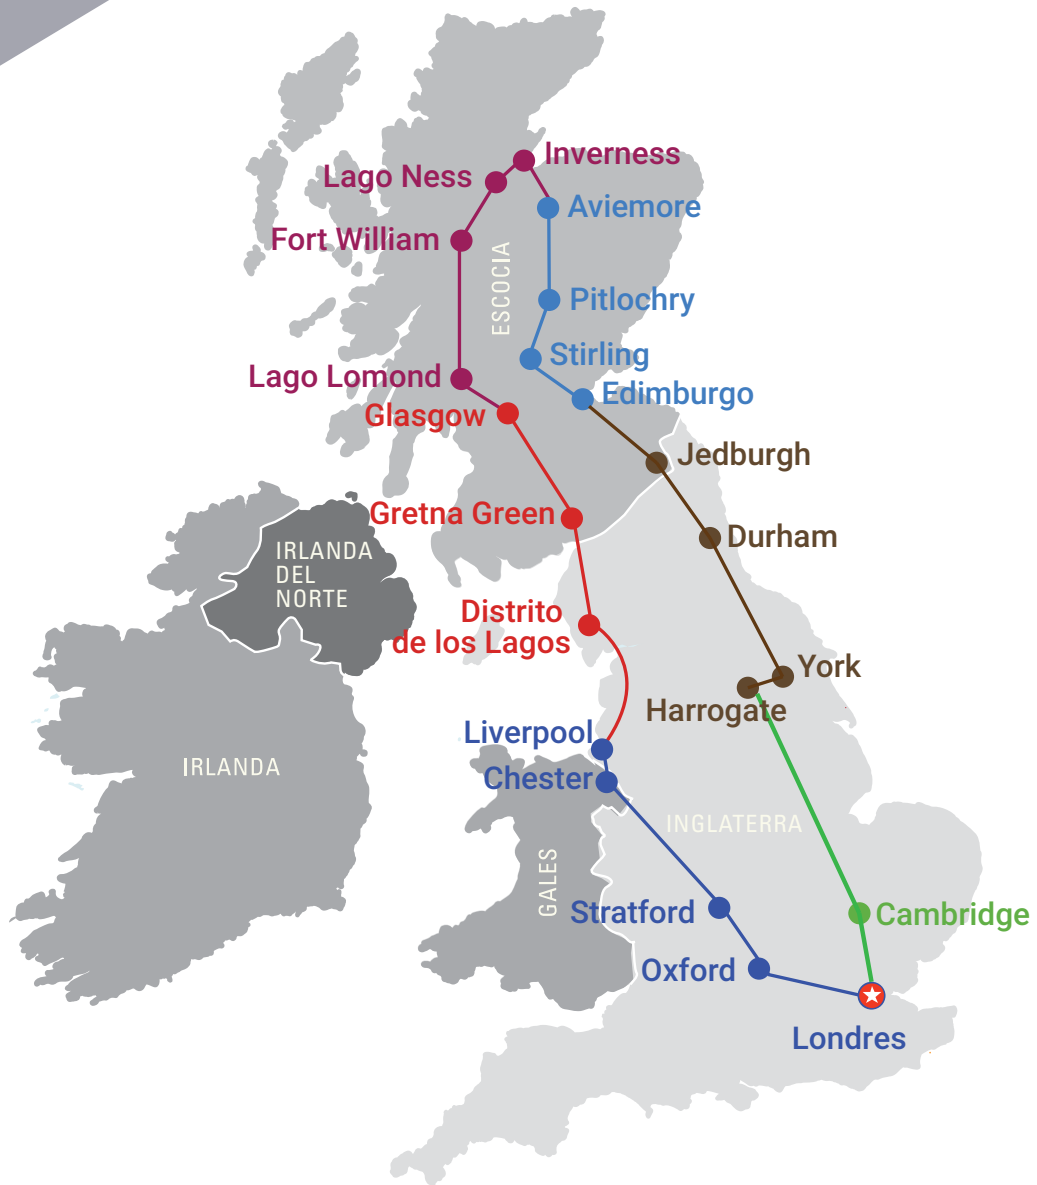 Inverness
Lago Ness
Aviemore
Fort William
ESCOCIA
Pitlochry
Stirling
Lago Lomond
Edimburgo
Glasgow
Jedburgh
Gretna Green
Durham
IRLANDA
DEL
NORTE
Distrito
de los Lagos
York
Harrogate
Liverpool
IRLANDA
Chester
INGLATERRA
GALES
Stratford
Cambridge
Oxford
Londres